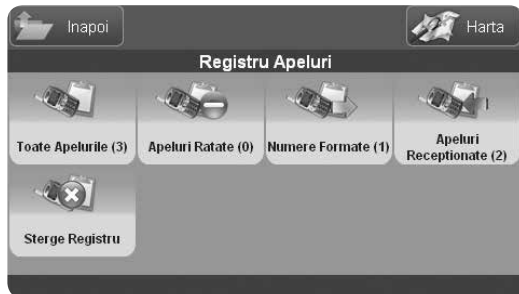 Inapoi
Harta
Registru Apeluri
Toate Apelurile (3)
Apeluri Ratate (0)
Numere Formate (1)
Apeluri
Receptionate (2)
Sterge Registru